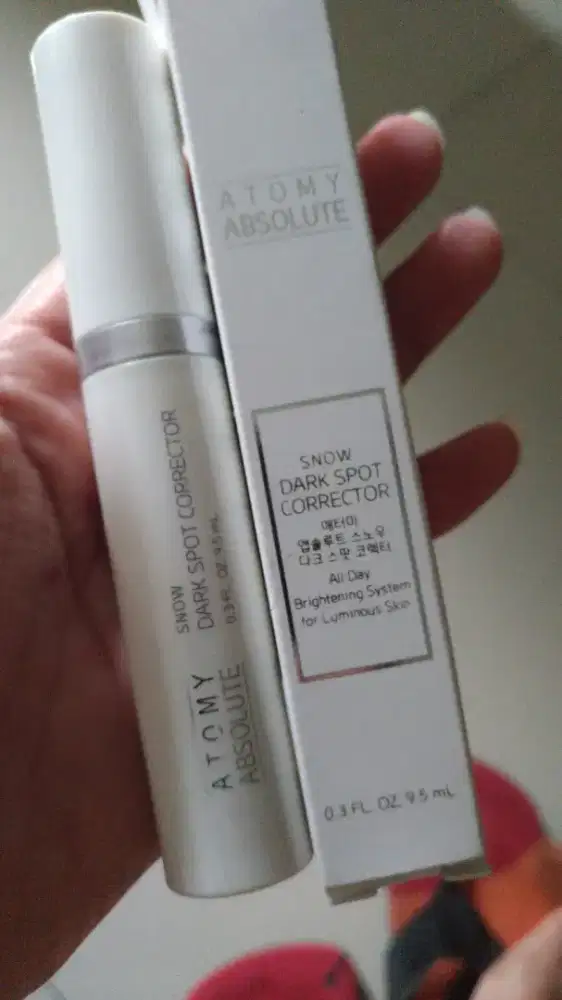 ATOMY
ABSOLUTE
SNOW
DARK SPOT CORRECTOR
0.3 FL. OZ. 9.5 mL
ATOMY
ABSOLUTE
SNOW
DARK SPOT
CORRECTOR
애터미
앱솔루트 스노우
다크 스팟 코렉터
All Day
Brightening System
for Luminous Skin
0.3 FL. OZ. 9.5 mL